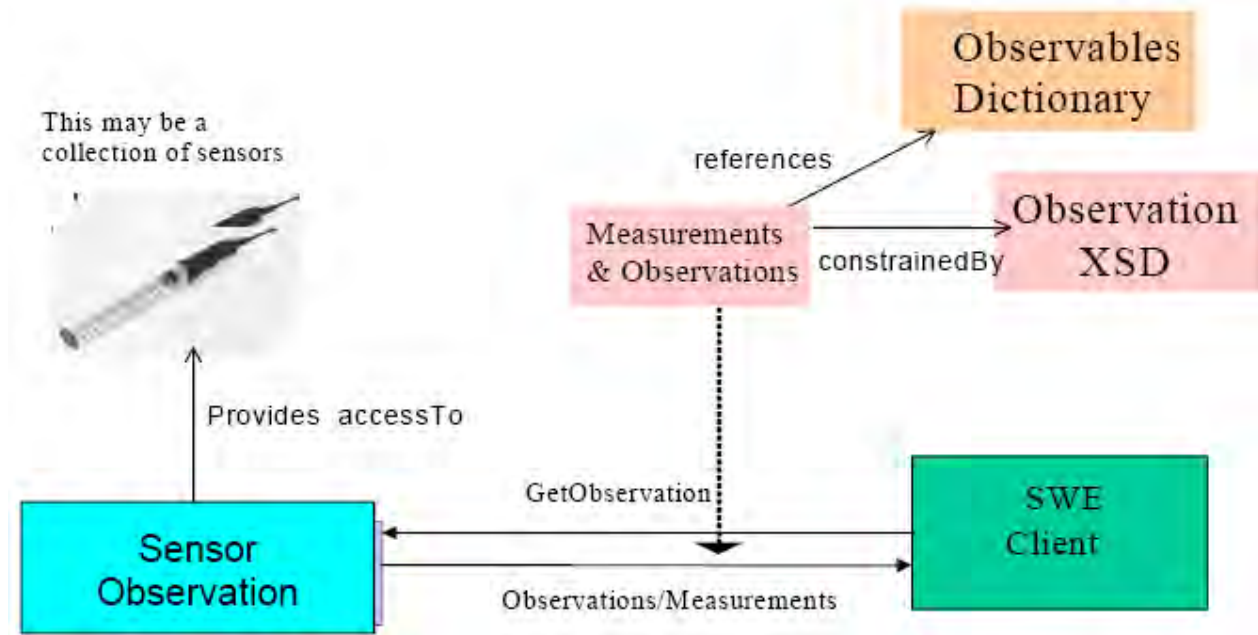 Observables
Dictionary
This may be a
collection of sensors
references
Measurements
& Observations
constrainedBy
Observation
XSD
Provides accessTo
GetObservation
SWE
Client
Sensor
Observation
Observations/Measurements